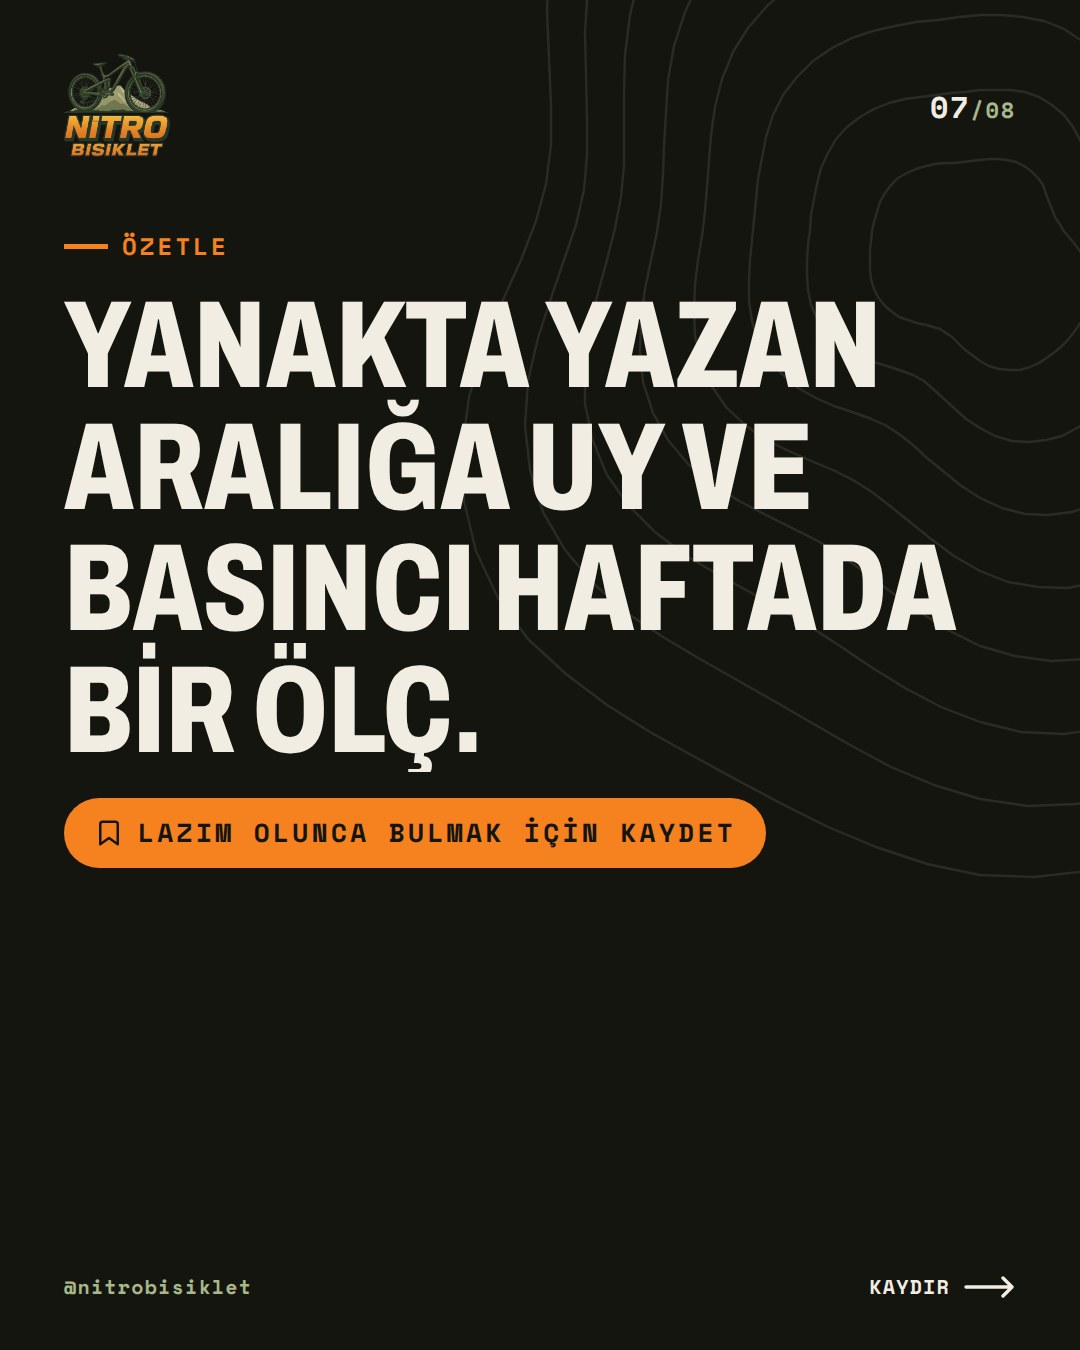 NiTRO
BISIKLET
07/08
ÖZETLE
YANAKTA YAZAN
ARALIĞA UY VE
BASINCI HAFTADA
BİR ÖLÇ.
LAZIM OLUNCA BULMAK İÇİN KAYDET
@nitrobisiklet
KAYDIR